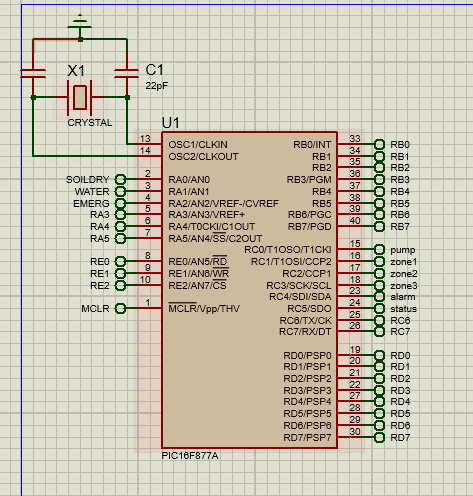 X1
C1
22pF
CRYSTAL
U1
13 OSC1/CLKIN RB0/INT 33 RB0
14 OSC2/CLKOUT RB1 34 RB1
RB2 35 RB2
SOILDRY 2 RA0/AN0 RB3/PGM 36 RB3
WATER 3 RA1/AN1 RB4 37 RB4
EMERG 4 RA2/AN2/VREF-/CVREF RB5 38 RB5
RA3 5 RA3/AN3/VREF+ RB6/PGC 39 RB6
RA4 6 RA4/T0CKI/C1OUT RB7/PGD 40 RB7
RA5 7 RA5/AN4/SS/C2OUT
RC0/T1OSO/T1CKI 15 pump
RE0 8 RE0/AN5/RD RC1/T1OSI/CCP2 16 zone1
RE1 9 RE1/AN6/WR RC2/CCP1 17 zone2
RE2 10 RE2/AN7/CS RC3/SCK/SCL 18 zone3
RC4/SDI/SDA 23 alarm
MCLR 1 MCLR/Vpp/THV RC5/SDO 24 status
RC6/TX/CK 25 RC6
RC7/RX/DT 26 RC7
RD0/PSP0 19 RD0
RD1/PSP1 20 RD1
RD2/PSP2 21 RD2
RD3/PSP3 22 RD3
RD4/PSP4 27 RD4
RD5/PSP5 28 RD5
RD6/PSP6 29 RD6
RD7/PSP7 30 RD7
PIC16F877A